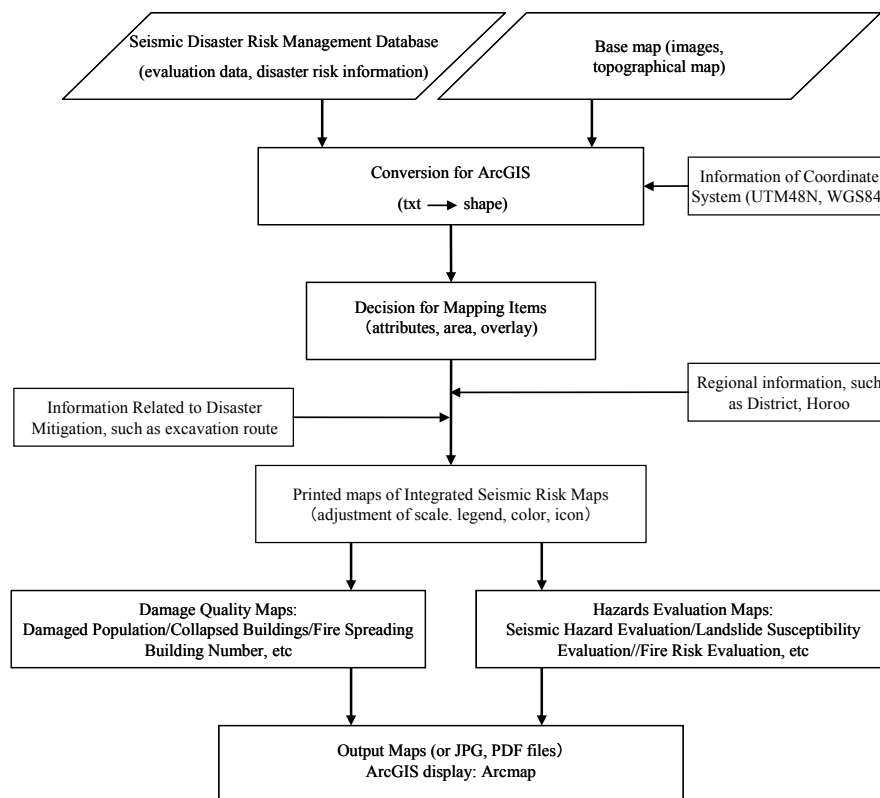 Seismic Disaster Risk Management Database
(evaluation data, disaster risk information)
Base map (images,
topographical map)
Conversion for ArcGIS
(txt → shape)
Information of Coordinate
System (UTM48N, WGS84
Decision for Mapping Items
(attributes, area, overlay)
Regional information, such
as District, Horoo
Information Related to Disaster
Mitigation, such as excavation route
Printed maps of Integrated Seismic Risk Maps
(adjustment of scale. legend, color, icon)
Damage Quality Maps:
Damaged Population/Collapsed Buildings/Fire Spreading
Building Number, etc
Hazards Evaluation Maps:
Seismic Hazard Evaluation/Landslide Susceptibility
Evaluation//Fire Risk Evaluation, etc
Output Maps (or JPG, PDF files)
ArcGIS display: Arcmap